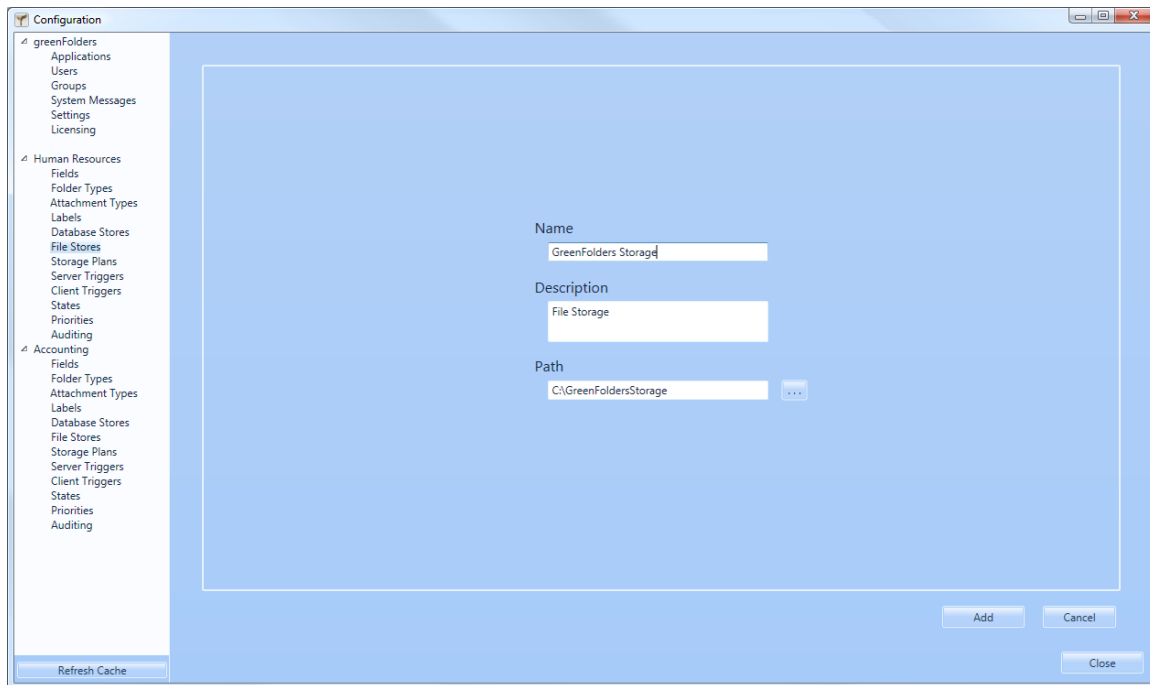 Configuration
greenFolders
Applications
Users
Groups
System Messages
Settings
Licensing
Human Resources
Fields
Folder Types
Attachment Types
Labels
Database Stores
File Stores
Storage Plans
Server Triggers
Client Triggers
States
Priorities
Auditing
Accounting
Fields
Folder Types
Attachment Types
Labels
Database Stores
File Stores
Storage Plans
Server Triggers
Client Triggers
States
Priorities
Auditing
Refresh Cache
Name
GreenFolders Storage
Description
File Storage
Path
C:\GreenFoldersStorage
...
Add Cancel
Close